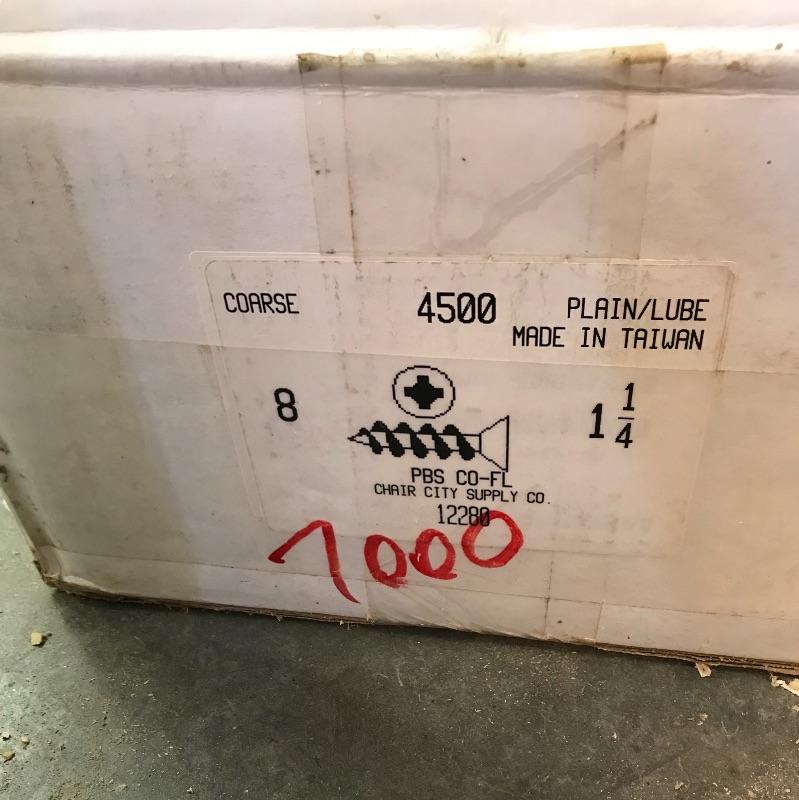 COARSE 4500 PLAIN/LUBE
MADE IN TAIWAN
8 1 1/4
PBS CO-FL
CHAIR CITY SUPPLY CO.
12280
1000